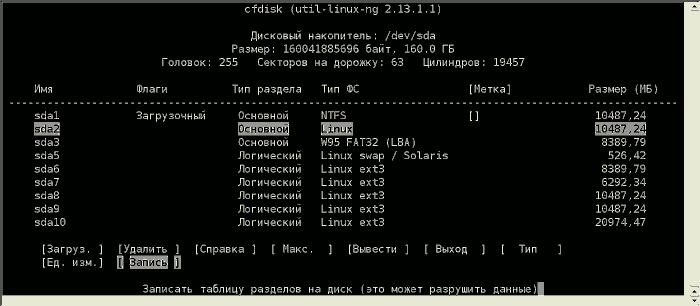 cfdisk (util-linux-ng 2.13.1.1)
Дисковый накопитель: /dev/sda
Размер: 160041885696 байт, 160.0 ГБ
Головок: 255 Секторов на дорожку: 63 Цилиндров: 19457
Имя Флаги Тип раздела Тип ФС [Метка] Размер (МБ)
sda1 Загрузочный Основной NTFS [] 10487,24
sda2 Основной Linux 10487,24
sda3 Основной W95 FAT32 (LBA) 8389,79
sda5 Логический Linux swap / Solaris 526,42
sda6 Логический Linux ext3 8389,79
sda7 Логический Linux ext3 6292,34
sda8 Логический Linux ext3 10487,24
sda9 Логический Linux ext3 10487,24
sda10 Логический Linux ext3 20974,47
[Загруз. ] [Удалить ] [Справка ] [ Макс. ] [Вывести ] [ Выход ] [ Тип ]
[Ед. изм.] [ Запись ]
Записать таблицу разделов на диск (это может разрушить данные)